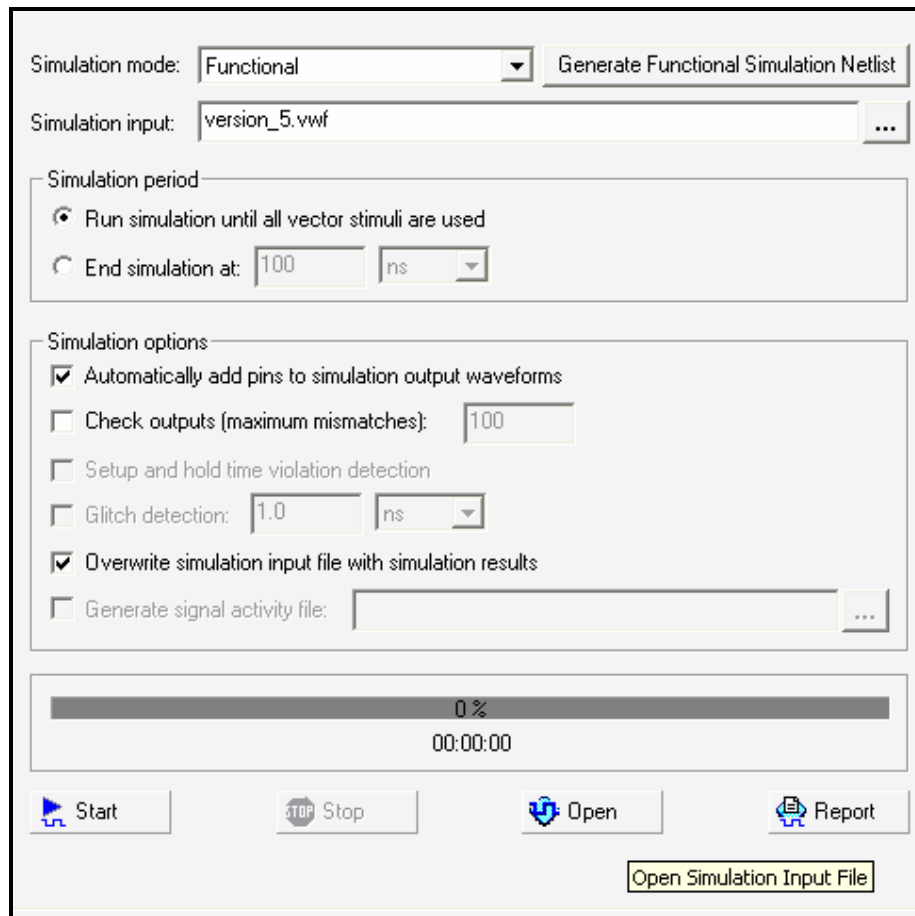 Simulation mode: Functional Generate Functional Simulation Netlist
Simulation input: version_5.vwf ...
Simulation period
Run simulation until all vector stimuli are used
End simulation at: 100 ns
Simulation options
Automatically add pins to simulation output waveforms
Check outputs (maximum mismatches): 100
Setup and hold time violation detection
Glitch detection: 1.0 ns
Overwrite simulation input file with simulation results
Generate signal activity file: ...
0 %
00:00:00
Start STOP Stop Open Report
Open Simulation Input File